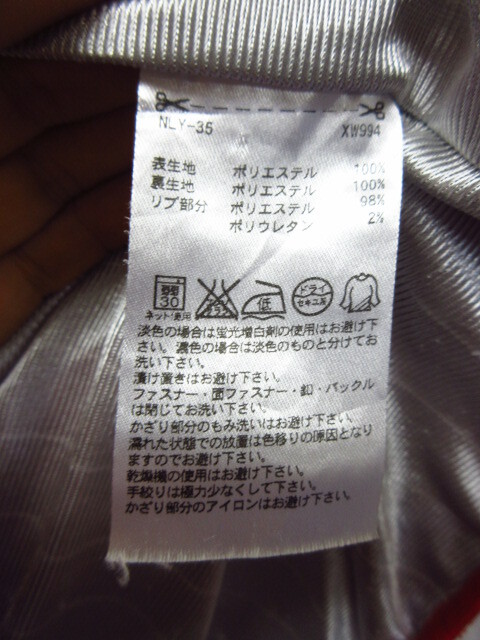 NLY-35 XW994
表生地 ポリエステル 100%
裏生地 ポリエステル 100%
リブ部分 ポリエステル 98%
ポリウレタン 2%
弱 30 低 ドライ セキユ系
ネット使用
淡色の場合は蛍光増白剤の使用はお避け下
さい。濃色の場合は淡色のものと分けてお
洗い下さい。
漬け置きはお避け下さい。
ファスナー・面ファスナー・釦・バックル
は閉じてお洗い下さい。
かざり部分のもみ洗いはお避け下さい。
濡れた状態での放置は色移りの原因となり
ますのでお避け下さい。
乾燥機の使用はお避け下さい。
手絞りは極力少なくして下さい。
かざり部分のアイロンはお避け下さい。